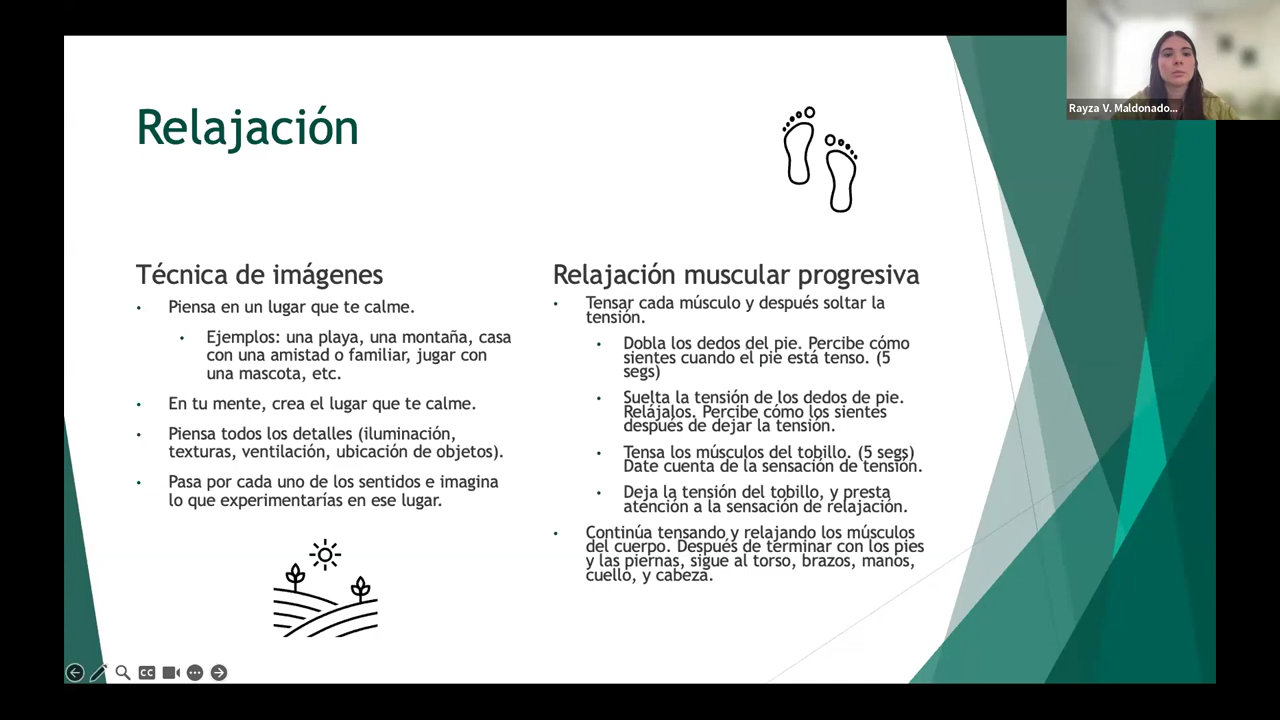 Relajación
Técnica de imágenes
• Piensa en un lugar que te calme.
• Ejemplos: una playa, una montaña, casa
con una amistad o familiar, jugar con
una mascota, etc.
• En tu mente, crea el lugar que te calme.
• Piensa todos los detalles (iluminación,
texturas, ventilación, ubicación de objetos).
• Pasa por cada uno de los sentidos e imagina
lo que experimentarías en ese lugar.
Relajación muscular progresiva
• Tensar cada músculo y después soltar la
tensión.
• Dobla los dedos del pie. Percibe cómo
sientes cuando el pie está tenso. (5
segs)
• Suelta la tensión de los dedos de pie.
Relájalos. Percibe cómo los sientes
después de dejar la tensión.
• Tensa los músculos del tobillo. (5 segs)
Date cuenta de la sensación de tensión.
• Deja la tensión del tobillo, y presta
atención a la sensación de relajación.
• Continúa tensando y relajando los músculos
del cuerpo. Después de terminar con los pies
y las piernas, sigue al torso, brazos, manos,
cuello, y cabeza.
Rayza V. Maldonado...
CC